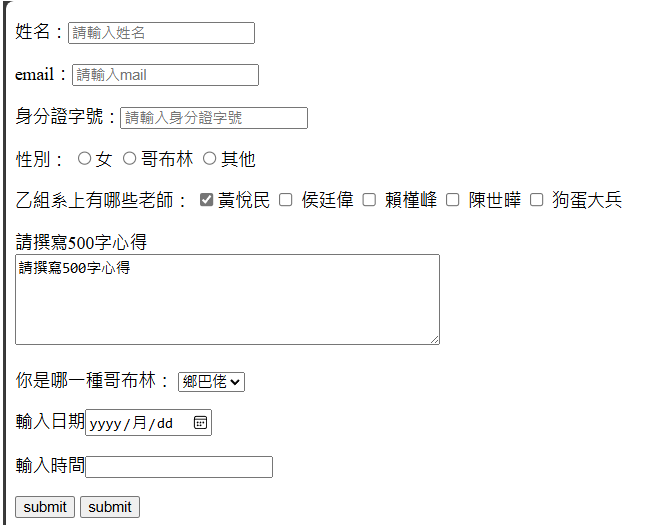 姓名：請輸入姓名
email：請輸入mail
身分證字號：請輸入身分證字號
性別： 女 哥布林 其他
乙組系上有哪些老師： 黃悅民 侯廷偉 賴槿峰 陳世曄 狗蛋大兵
請撰寫500字心得
請撰寫500字心得
你是哪一種哥布林： 鄉巴佬
輸入日期 yyyy/月/dd
輸入時間
submit submit